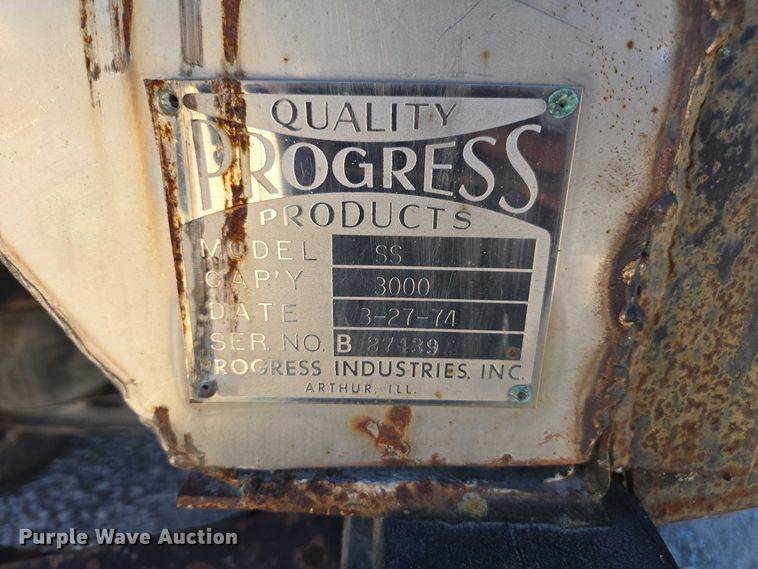 QUALITY
PROGRESS
PRODUCTS
MODEL SS
CAP'Y 3000
DATE 3-27-74
SER. NO. B 27139
PROGRESS INDUSTRIES, INC.
ARTHUR, ILL.
Purple Wave Auction